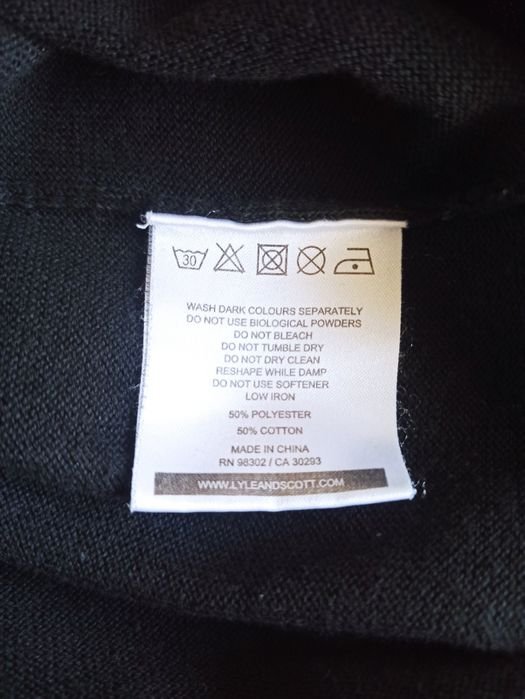 30
WASH DARK COLOURS SEPARATELY
DO NOT USE BIOLOGICAL POWDERS
DO NOT BLEACH
DO NOT TUMBLE DRY
DO NOT DRY CLEAN
RESHAPE WHILE DAMP
DO NOT USE SOFTENER
LOW IRON
50% POLYESTER
50% COTTON
MADE IN CHINA
RN 98302 / CA 30293
WWW.LYLEANDSCOTT.COM